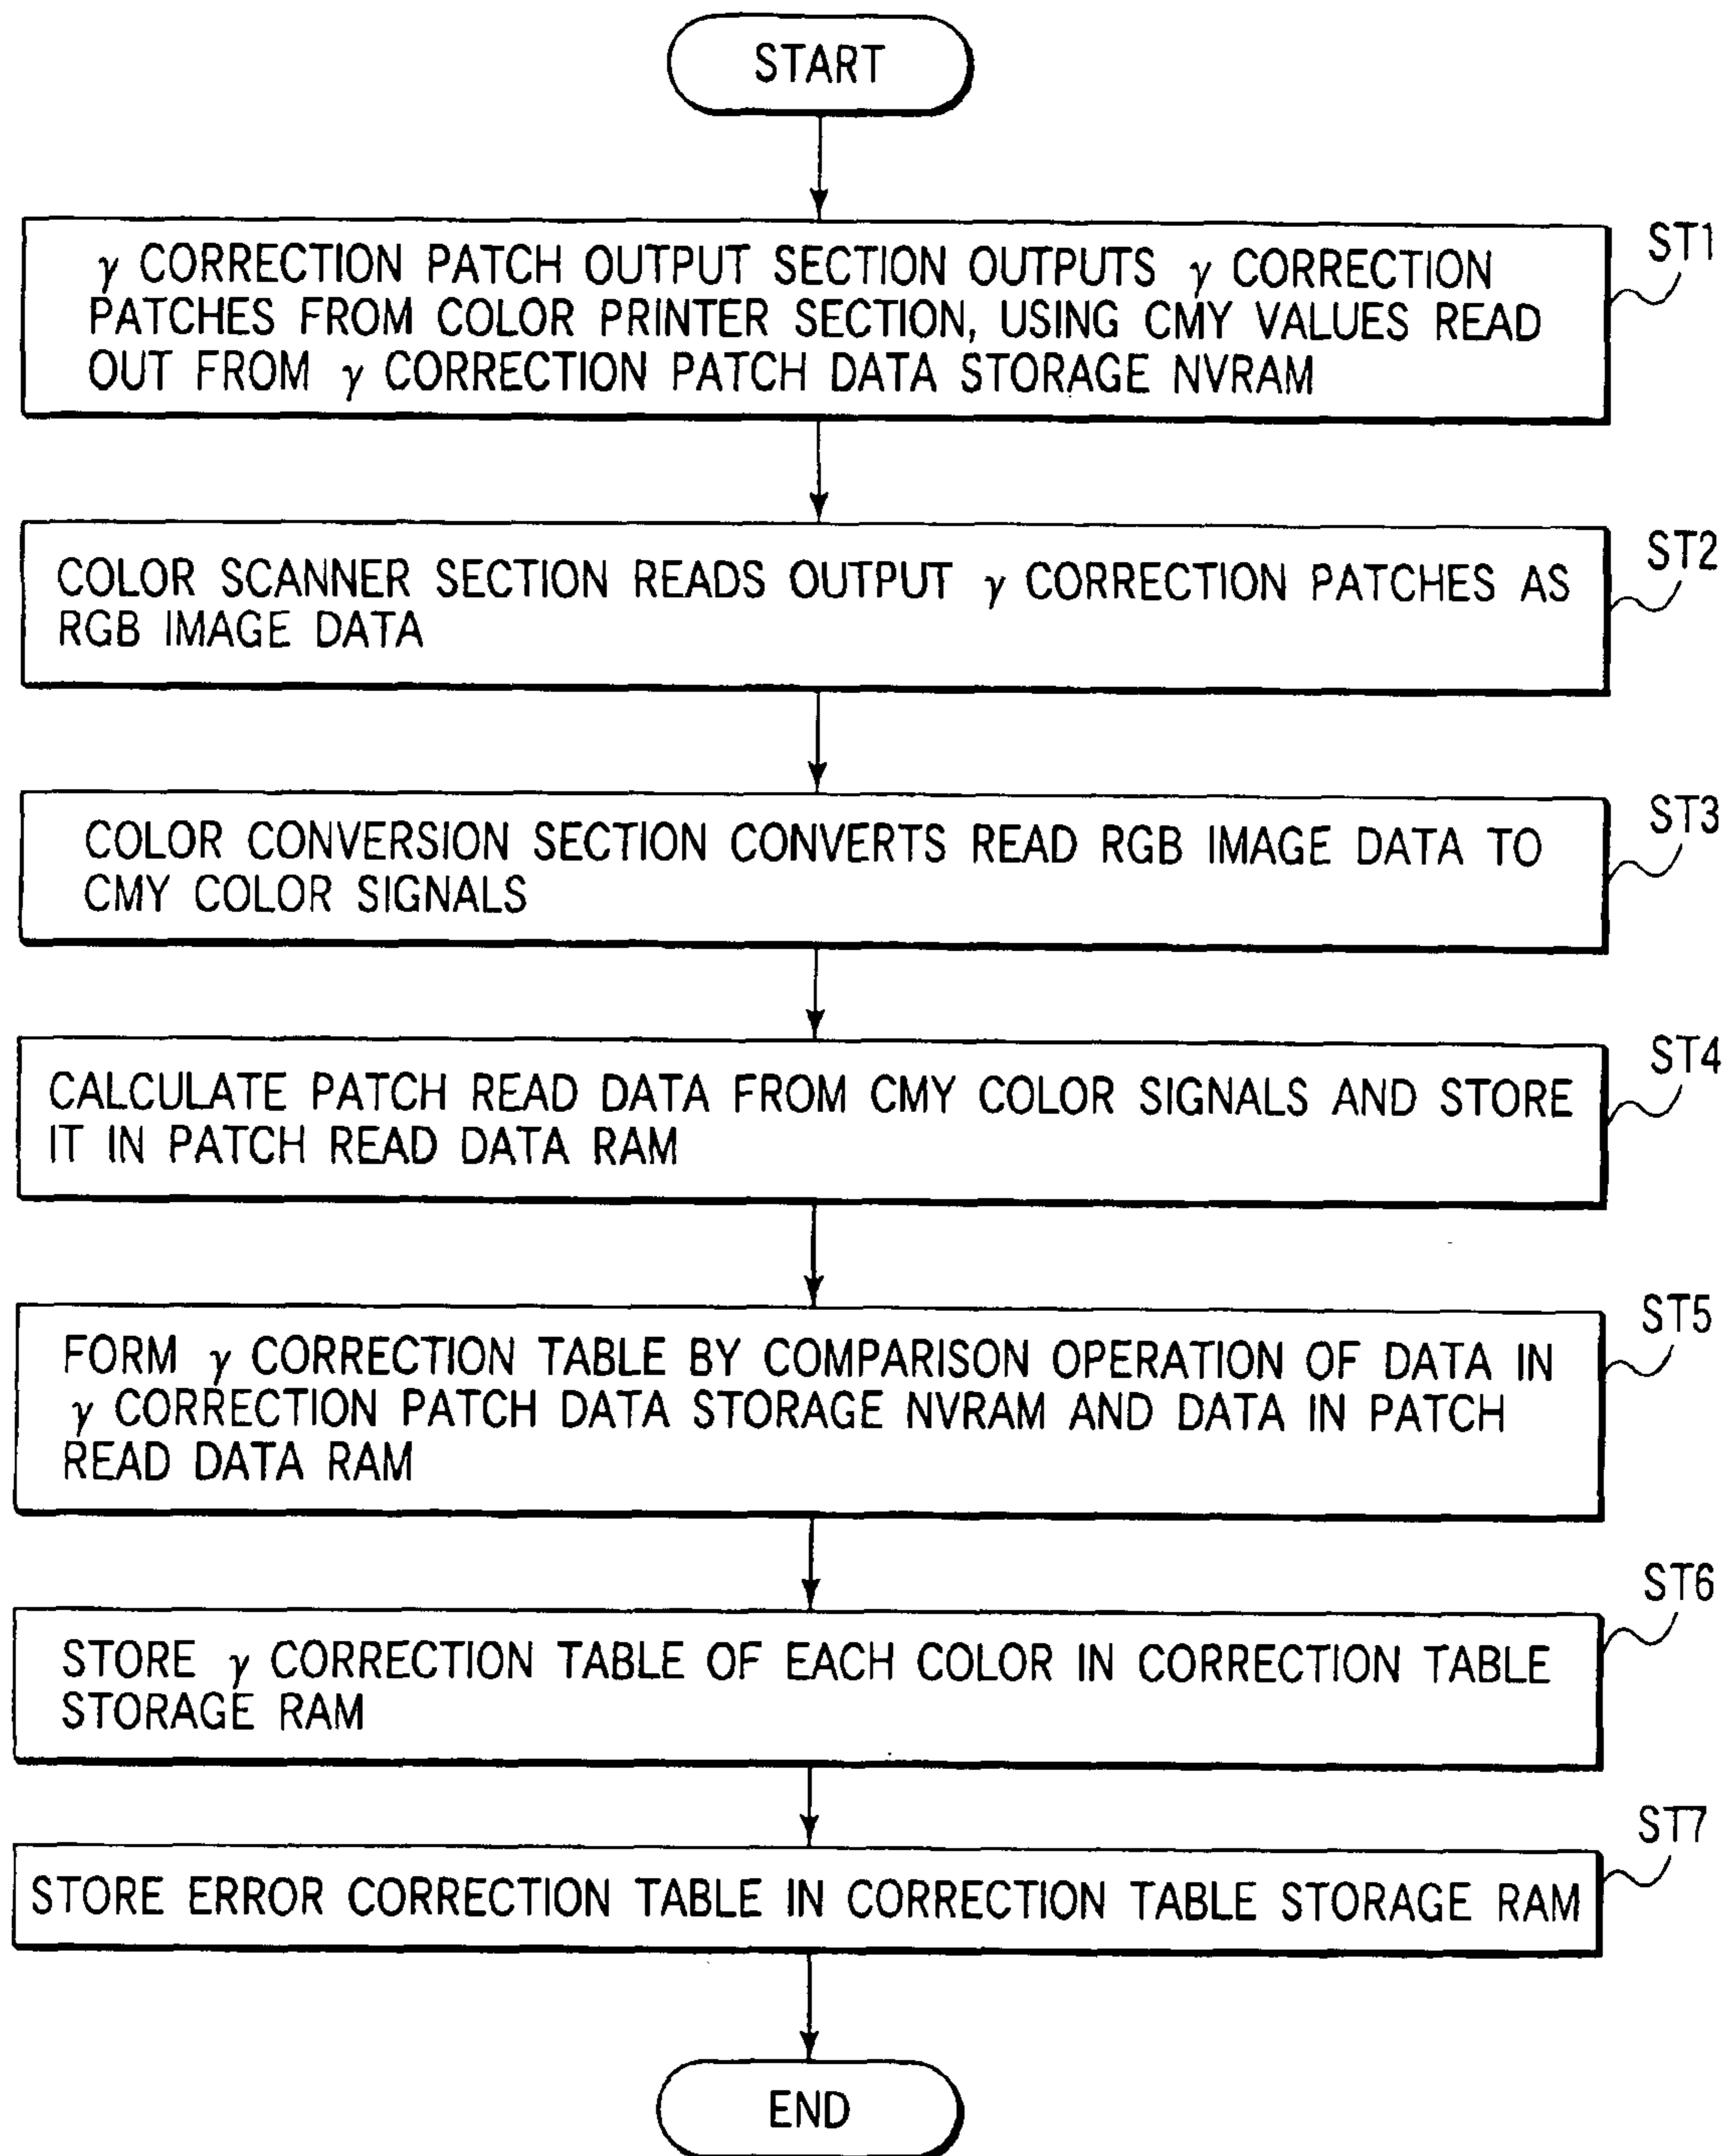 START
γ CORRECTION PATCH OUTPUT SECTION OUTPUTS γ CORRECTION
PATCHES FROM COLOR PRINTER SECTION, USING CMY VALUES READ
OUT FROM γ CORRECTION PATCH DATA STORAGE NVRAM
ST1
COLOR SCANNER SECTION READS OUTPUT γ CORRECTION PATCHES AS
RGB IMAGE DATA
ST2
COLOR CONVERSION SECTION CONVERTS READ RGB IMAGE DATA TO
CMY COLOR SIGNALS
ST3
CALCULATE PATCH READ DATA FROM CMY COLOR SIGNALS AND STORE
IT IN PATCH READ DATA RAM
ST4
FORM γ CORRECTION TABLE BY COMPARISON OPERATION OF DATA IN
γ CORRECTION PATCH DATA STORAGE NVRAM AND DATA IN PATCH
READ DATA RAM
ST5
STORE γ CORRECTION TABLE OF EACH COLOR IN CORRECTION TABLE
STORAGE RAM
ST6
STORE ERROR CORRECTION TABLE IN CORRECTION TABLE STORAGE RAM
ST7
END